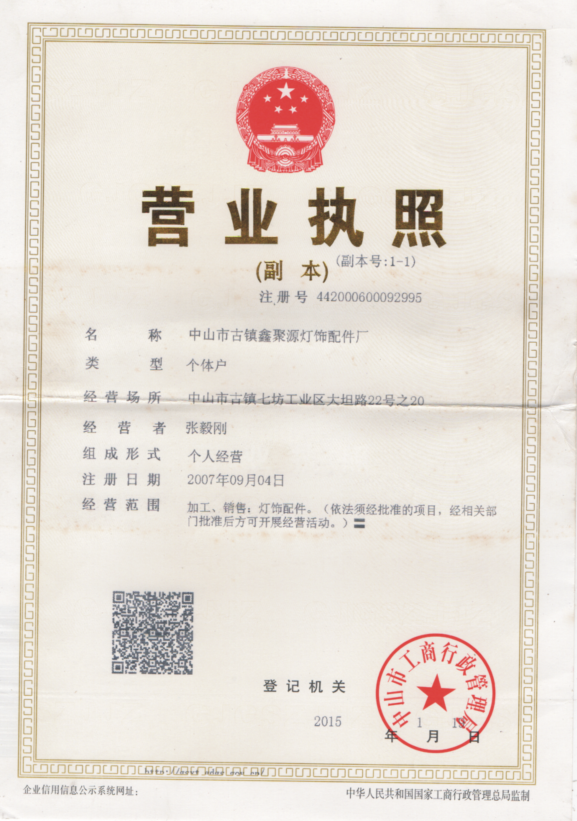 营业执照
(副 本) (副本号:1-1)
注册号 442000600092995
名 称 中山市古镇鑫聚源灯饰配件厂
类 型 个体户
经营场所 中山市古镇七坊工业区大坦路22号之20
经 营 者 张毅刚
组成形式 个人经营
注册日期 2007年09月04日
经营范围 加工、销售：灯饰配件。（依法须经批准的项目，经相关部
门批准后方可开展经营活动。）
中山市工商行政管理局
登记机关
2015 年 1 月 日
企业信用信息公示系统网址：
中华人民共和国国家工商行政管理总局监制